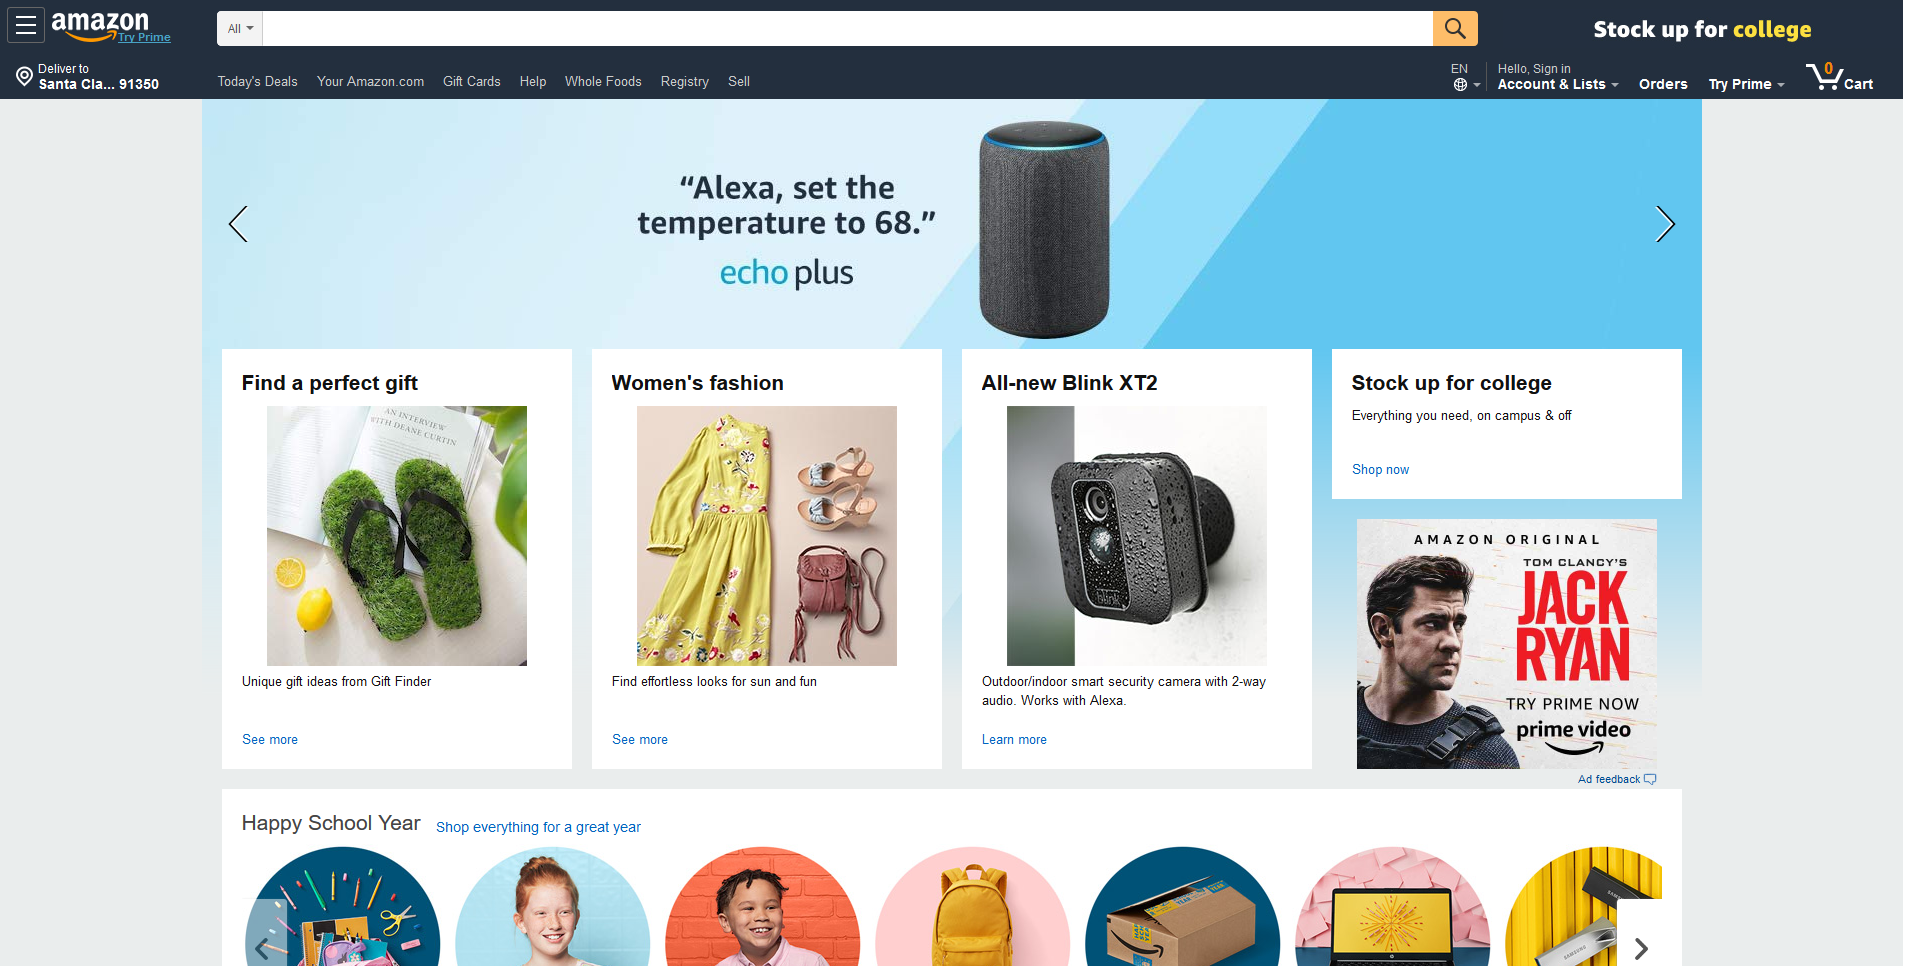 amazon
Try Prime
All
Stock up for college
Deliver to
Santa Cla... 91350
Today's Deals
Your Amazon.com
Gift Cards
Help
Whole Foods
Registry
Sell
EN
Hello, Sign in
Account & Lists
Orders
Try Prime
0
Cart
“Alexa, set the
temperature to 68.”
echo plus
Find a perfect gift
AN INTERVIEW
WITH DEANE CURTIN
Unique gift ideas from Gift Finder
See more
Women's fashion
Find effortless looks for sun and fun
See more
All-new Blink XT2
blink
Outdoor/indoor smart security camera with 2-way
audio. Works with Alexa.
Learn more
Stock up for college
Everything you need, on campus & off
Shop now
AMAZON ORIGINAL
TOM CLANCY'S
JACK
RYAN
TRY PRIME NOW
prime video
Ad feedback
Happy School Year
Shop everything for a great year
SAMSUNG
SAMSUNG